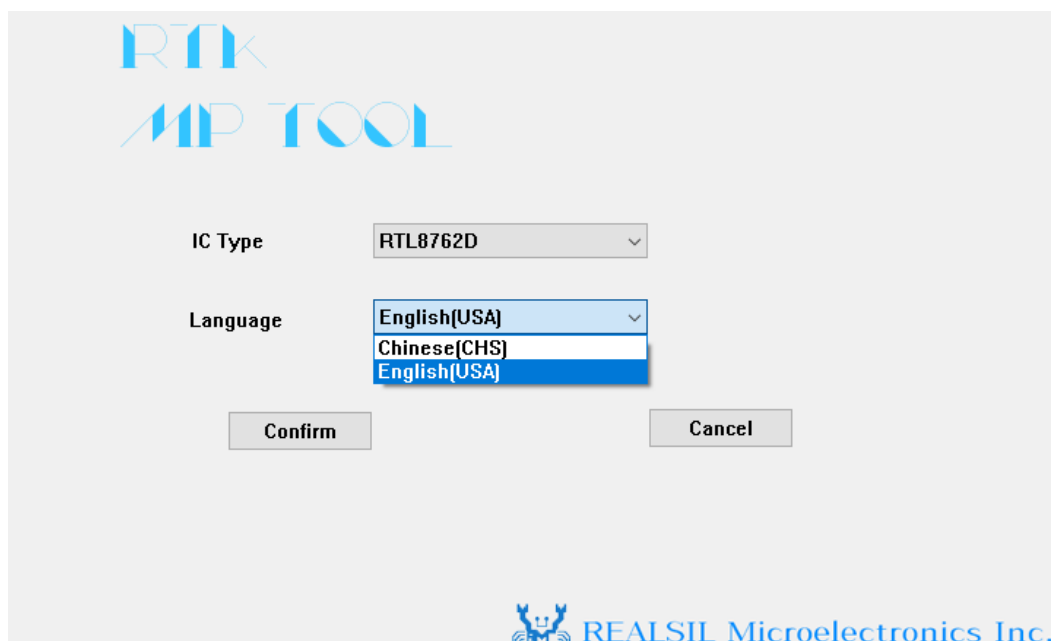 RTK
MP TOOL
IC Type
RTL8762D
Language
English(USA)
Chinese(CHS)
English(USA)
Confirm
Cancel
REALSIL Microelectronics Inc.